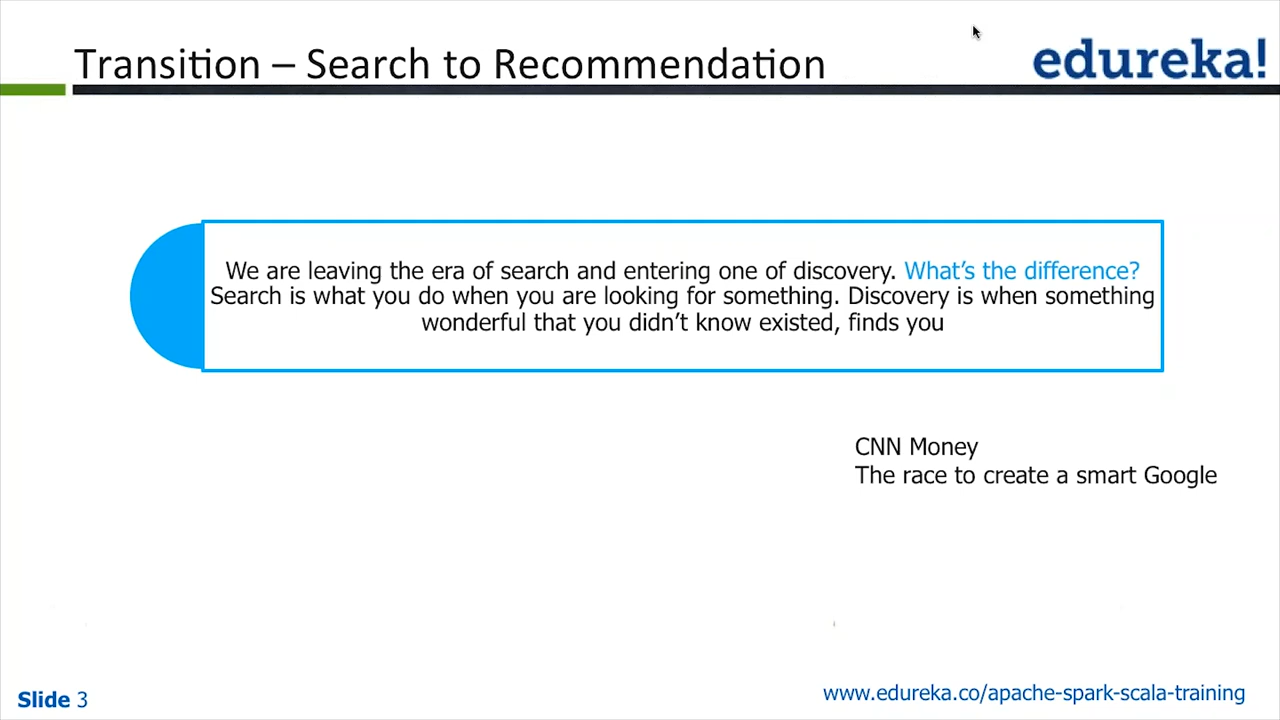 Transition – Search to Recommendation
edureka!
We are leaving the era of search and entering one of discovery. What's the difference?
Search is what you do when you are looking for something. Discovery is when something
wonderful that you didn't know existed, finds you
CNN Money
The race to create a smart Google
Slide 3
www.edureka.co/apache-spark-scala-training